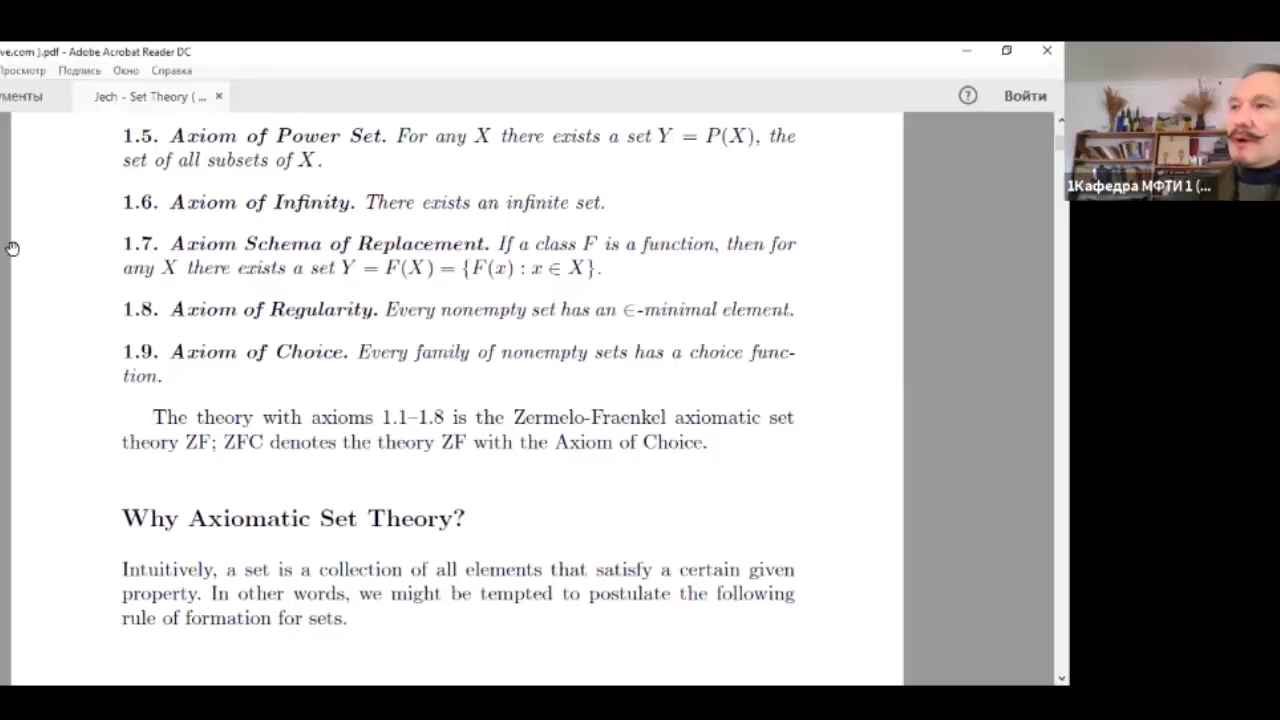 ve.com ).pdf - Adobe Acrobat Reader DC
Просмотр Подпись Окно Справка
ументы Jech - Set Theory ( ... × ? Войти
1.5. Axiom of Power Set. For any X there exists a set Y = P(X), the
set of all subsets of X.
1.6. Axiom of Infinity. There exists an infinite set.
1.7. Axiom Schema of Replacement. If a class F is a function, then for
any X there exists a set Y = F(X) = {F(x) : x ∈ X}.
1.8. Axiom of Regularity. Every nonempty set has an ∈-minimal element.
1.9. Axiom of Choice. Every family of nonempty sets has a choice func-
tion.
The theory with axioms 1.1–1.8 is the Zermelo-Fraenkel axiomatic set
theory ZF; ZFC denotes the theory ZF with the Axiom of Choice.
Why Axiomatic Set Theory?
Intuitively, a set is a collection of all elements that satisfy a certain given
property. In other words, we might be tempted to postulate the following
rule of formation for sets.
1Кафедра МФТИ 1 (...